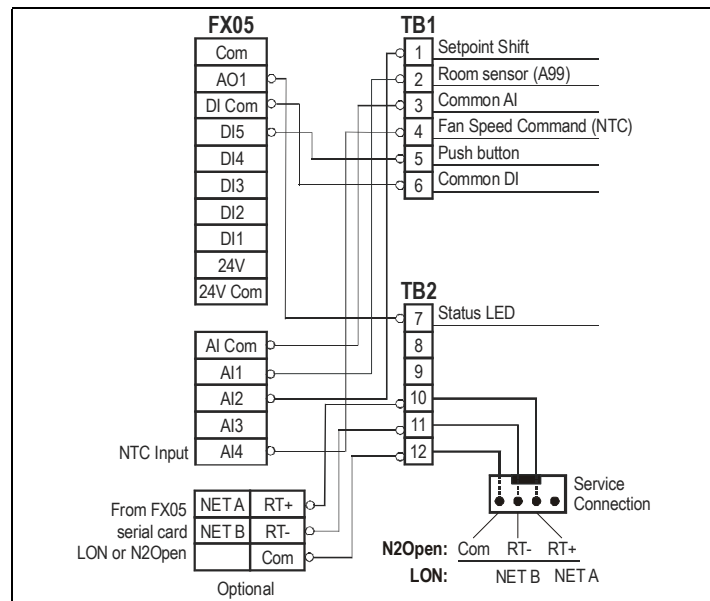 FX05
Com
AO1
DI Com
DI5
DI4
DI3
DI2
DI1
24V
24V Com
TB1
1 Setpoint Shift
2 Room sensor (A99)
3 Common AI
4 Fan Speed Command (NTC)
5 Push button
6 Common DI
TB2
7 Status LED
8
9
10
11
12
AI Com
AI1
AI2
AI3
NTC Input AI4
From FX05
serial card
LON or N2Open
NET A RT+
NET B RT-
Com
Optional
Service
Connection
N2Open: Com RT- RT+
LON: NET B NET A